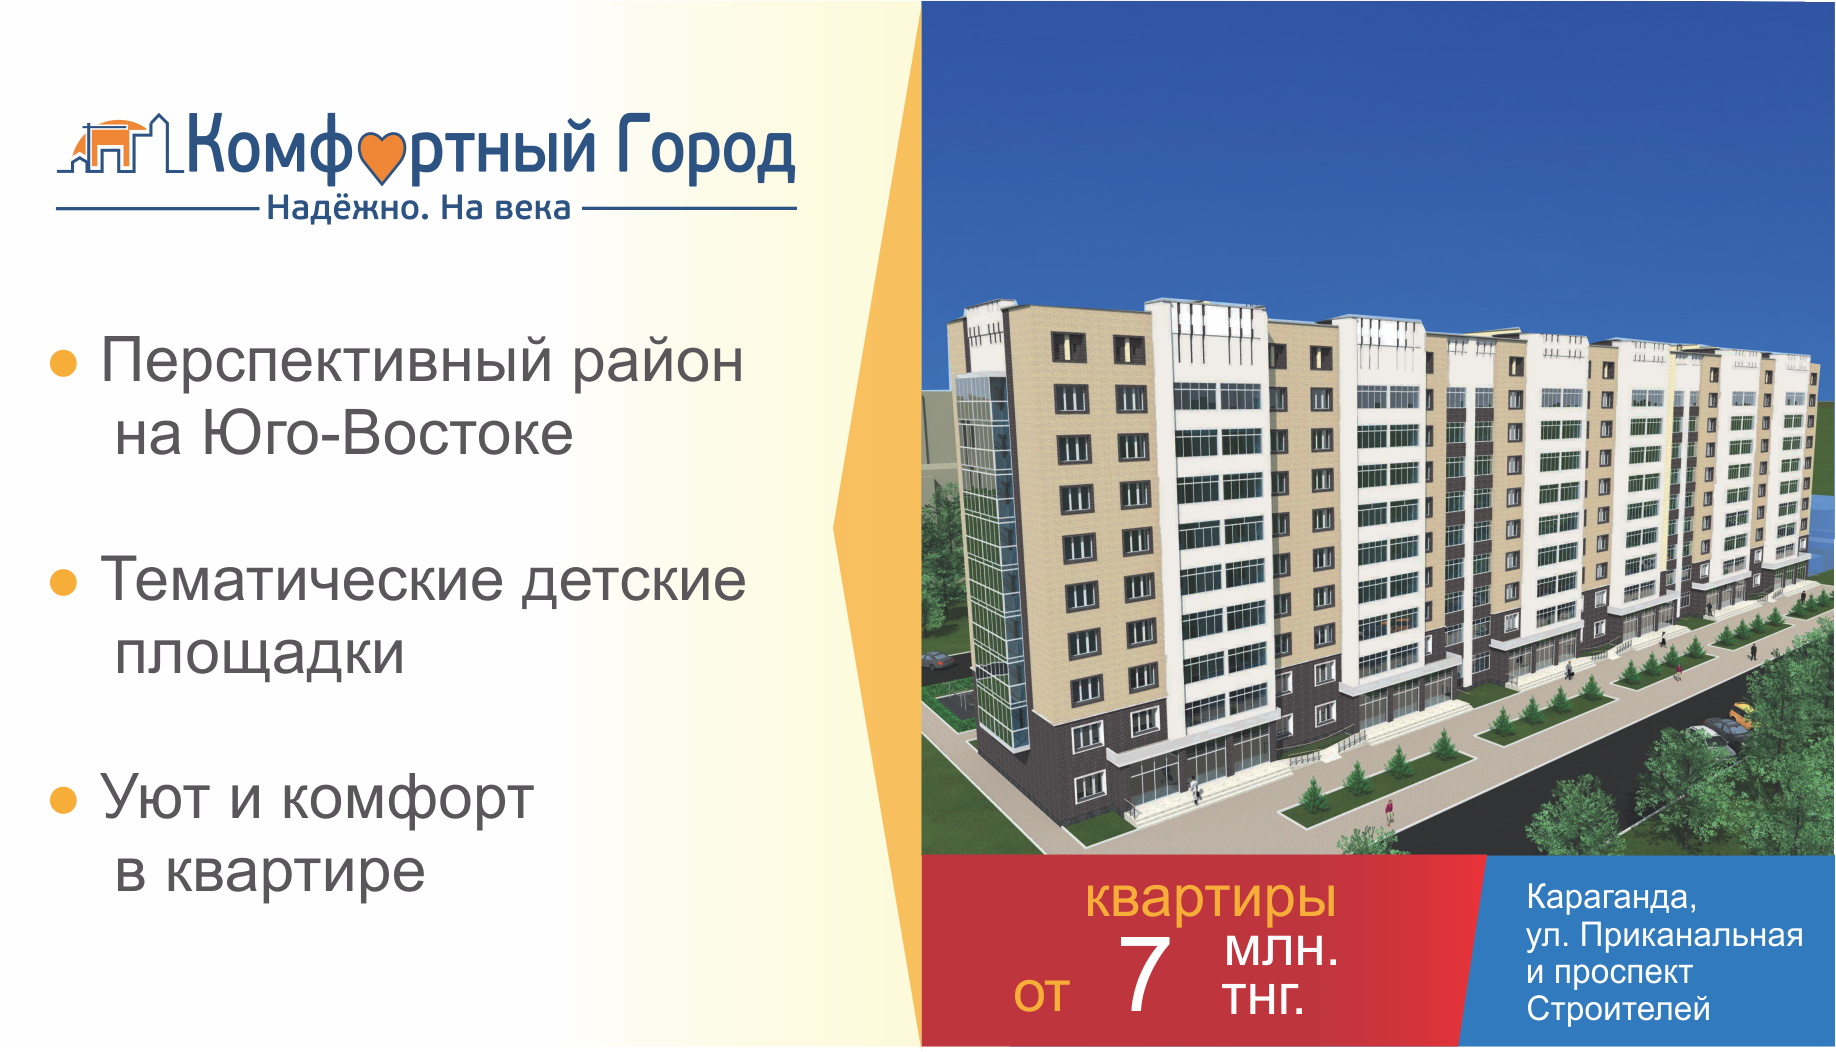 Комфортный Город
Надёжно. На века
Перспективный район
на Юго-Востоке
Тематические детские
площадки
Уют и комфорт
в квартире
квартиры
от 7 млн.
тнг.
Караганда,
ул. Приканальная
и проспект
Строителей